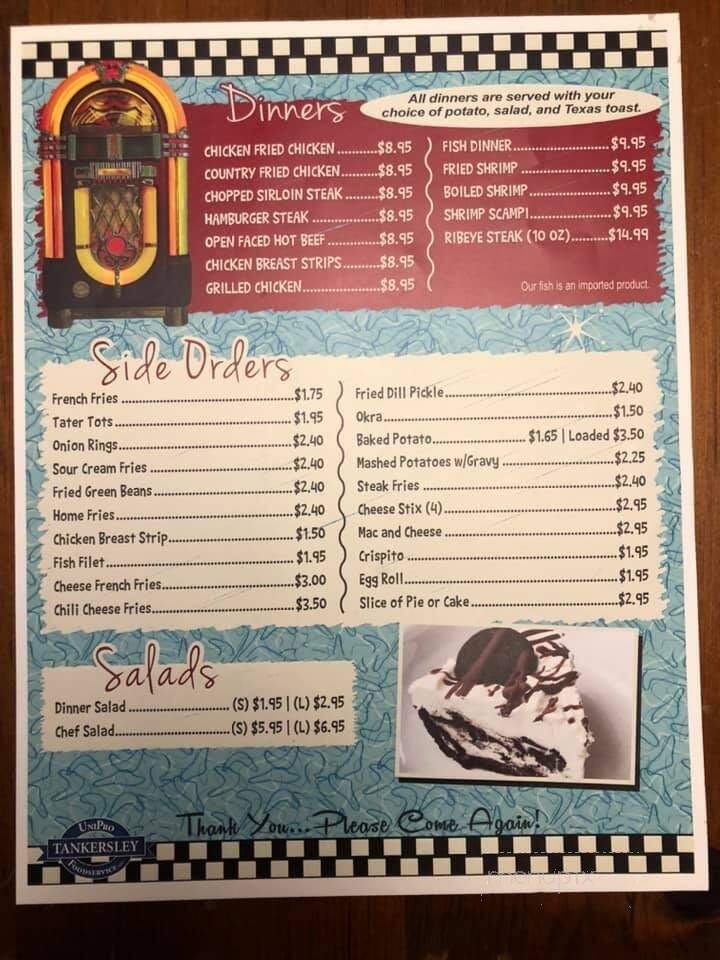 Dinners
All dinners are served with your
choice of potato, salad, and Texas toast.
CHICKEN FRIED CHICKEN ..........$8.95
COUNTRY FRIED CHICKEN.........$8.95
CHOPPED SIRLOIN STEAK .........$8.95
HAMBURGER STEAK .................$8.95
OPEN FACED HOT BEEF.............$8.95
CHICKEN BREAST STRIPS.........$8.95
GRILLED CHICKEN....................$8.95
FISH DINNER.........................$9.95
FRIED SHRIMP .......................$9.95
BOILED SHRIMP ......................$9.95
SHRIMP SCAMPI......................$9.95
RIBEYE STEAK (10 OZ).........$14.99
Our fish is an imported product.
Side Orders
French Fries ..........................................$1.75
Tater Tots...........................................$1.95
Onion Rings..........................................$2.40
Sour Cream Fries ...................................$2.40
Fried Green Beans..................................$2.40
Home Fries...........................................$2.40
Chicken Breast Strip...............................$1.50
Fish Filet.............................................$1.95
Cheese French Fries................................$3.00
Chili Cheese Fries...................................$3.50
Fried Dill Pickle.........................................$2.40
Okra......................................................$1.50
Baked Potato....................... $1.65 | Loaded $3.50
Mashed Potatoes w/Gravy ...........................$2.25
Steak Fries ..............................................$2.40
Cheese Stix (4).........................................$2.95
Mac and Cheese ........................................$2.95
Crispito ..................................................$1.95
Egg Roll...................................................$1.95
Slice of Pie or Cake....................................$2.95
Salads
Dinner Salad ........................ (S) $1.95 | (L) $2.95
Chef Salad...........................(S) $5.95 | (L) $6.95
Thank You... Please Come Again!
UniPro
TANKERSLEY
FOODSERVICE
menupix